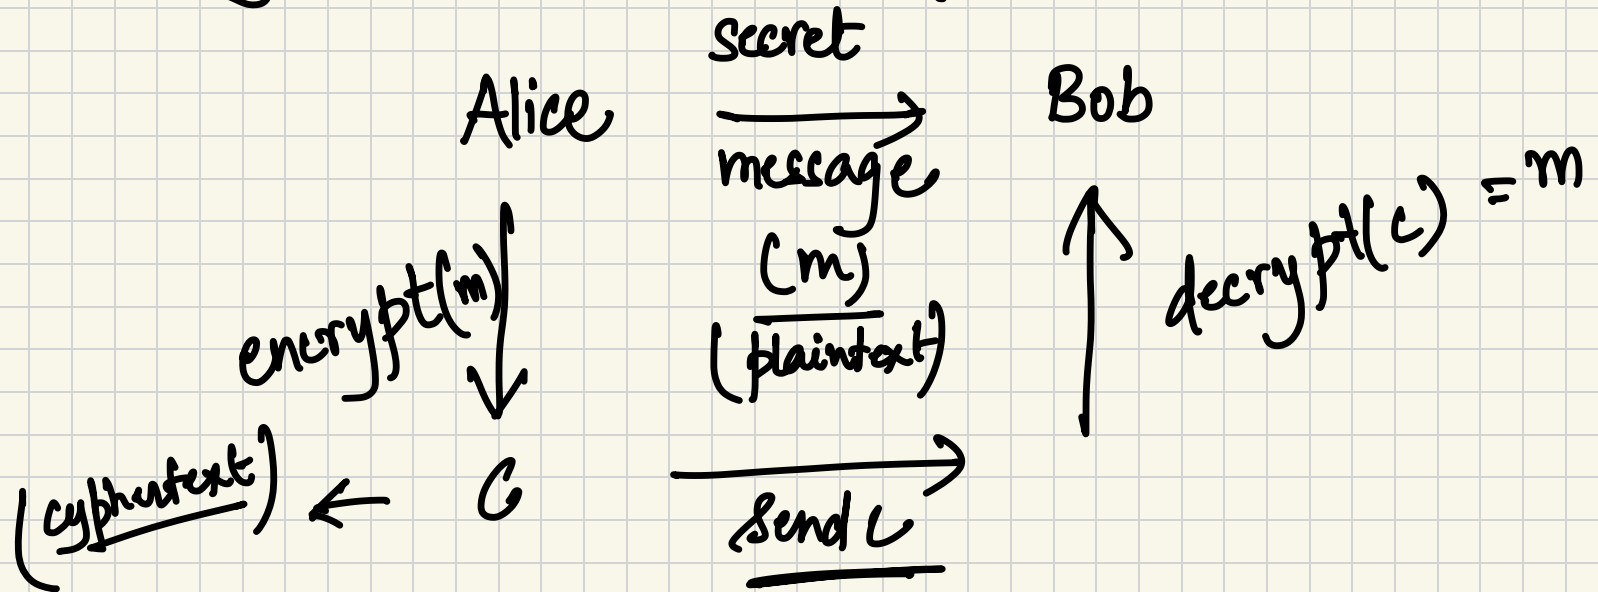 secret
Alice
Bob
message
(m)
(plaintext)
encrypt(m)
decrypt(c) = m
(cyphertext)
C
send c